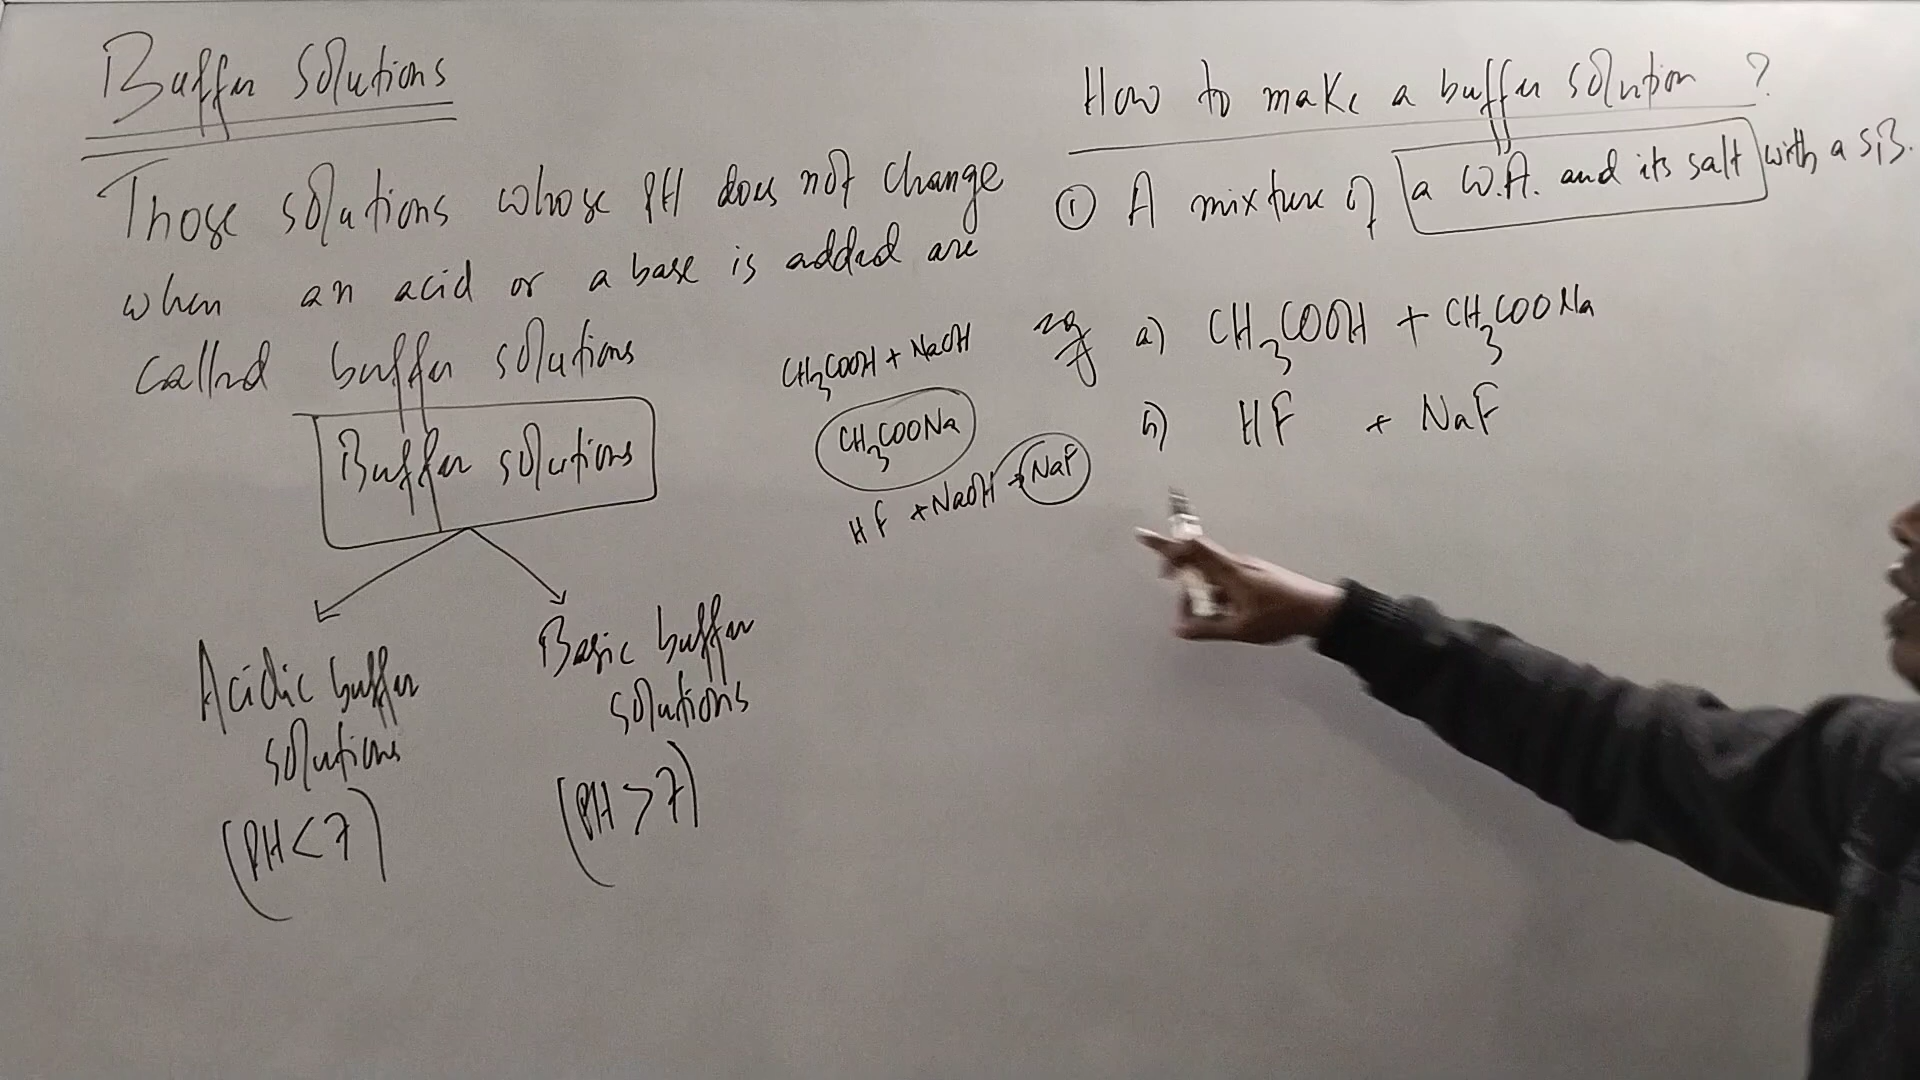 Buffer Solutions
Those solutions whose PH does not change
when an acid or a base is added are
called buffer solutions
Buffer solutions
Acidic buffer
solutions
(PH < 7)
Basic buffer
solutions
(PH > 7)
How to make a buffer solution ?
① A mixture of a W.A. and its salt with a S.B.
eg a) CH3COOH + CH3COONa
b) HF + NaF
CH3COOH + NaOH
CH3COONa
HF + NaOH → NaF